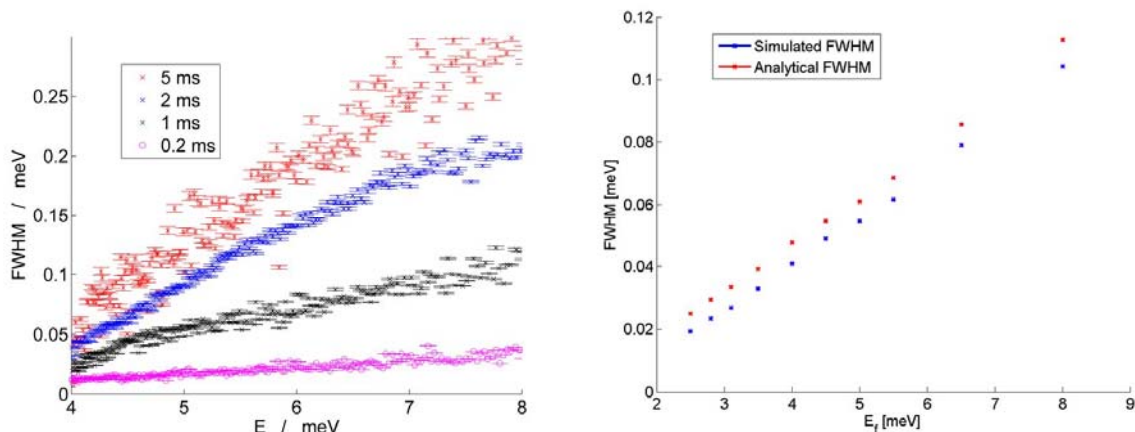 0.25
0.2
0.15
0.1
0.05
0
FWHM / meV
5 ms
2 ms
1 ms
0.2 ms
4 5 6 7 8
E / meV
0.12
0.1
0.08
0.06
0.04
0.02
0
FWHM [meV]
Simulated FWHM
Analytical FWHM
2 3 4 5 6 7 8 9
Ef [meV]